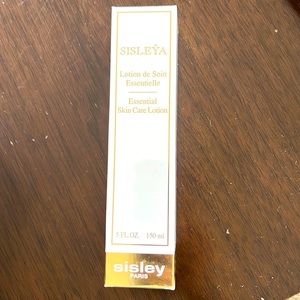 SISLEŸA
Lotion de Soin
Essentielle
Essential
Skin Care Lotion
5 FL.OZ. 150 ml
sisley
PARIS